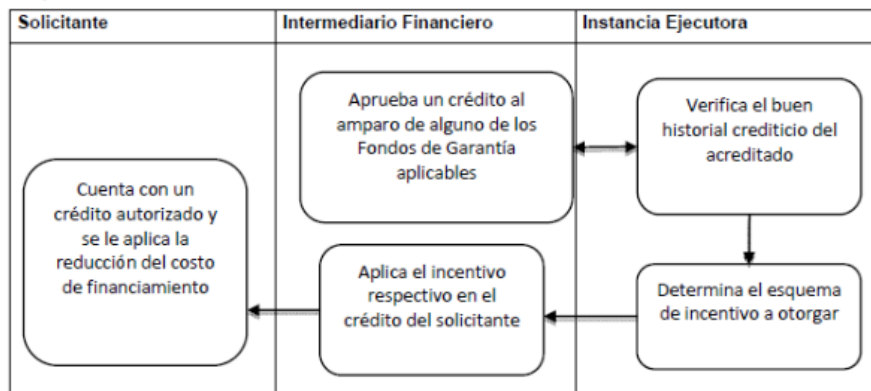 Solicitante
Intermediario Financiero
Instancia Ejecutora
Aprueba un crédito al
amparo de alguno de los
Fondos de Garantía
aplicables
Verifica el buen
historial crediticio del
acreditado
Cuenta con un
crédito autorizado y
se le aplica la
reducción del costo
de financiamiento
Aplica el incentivo
respectivo en el
crédito del solicitante
Determina el esquema
de incentivo a otorgar